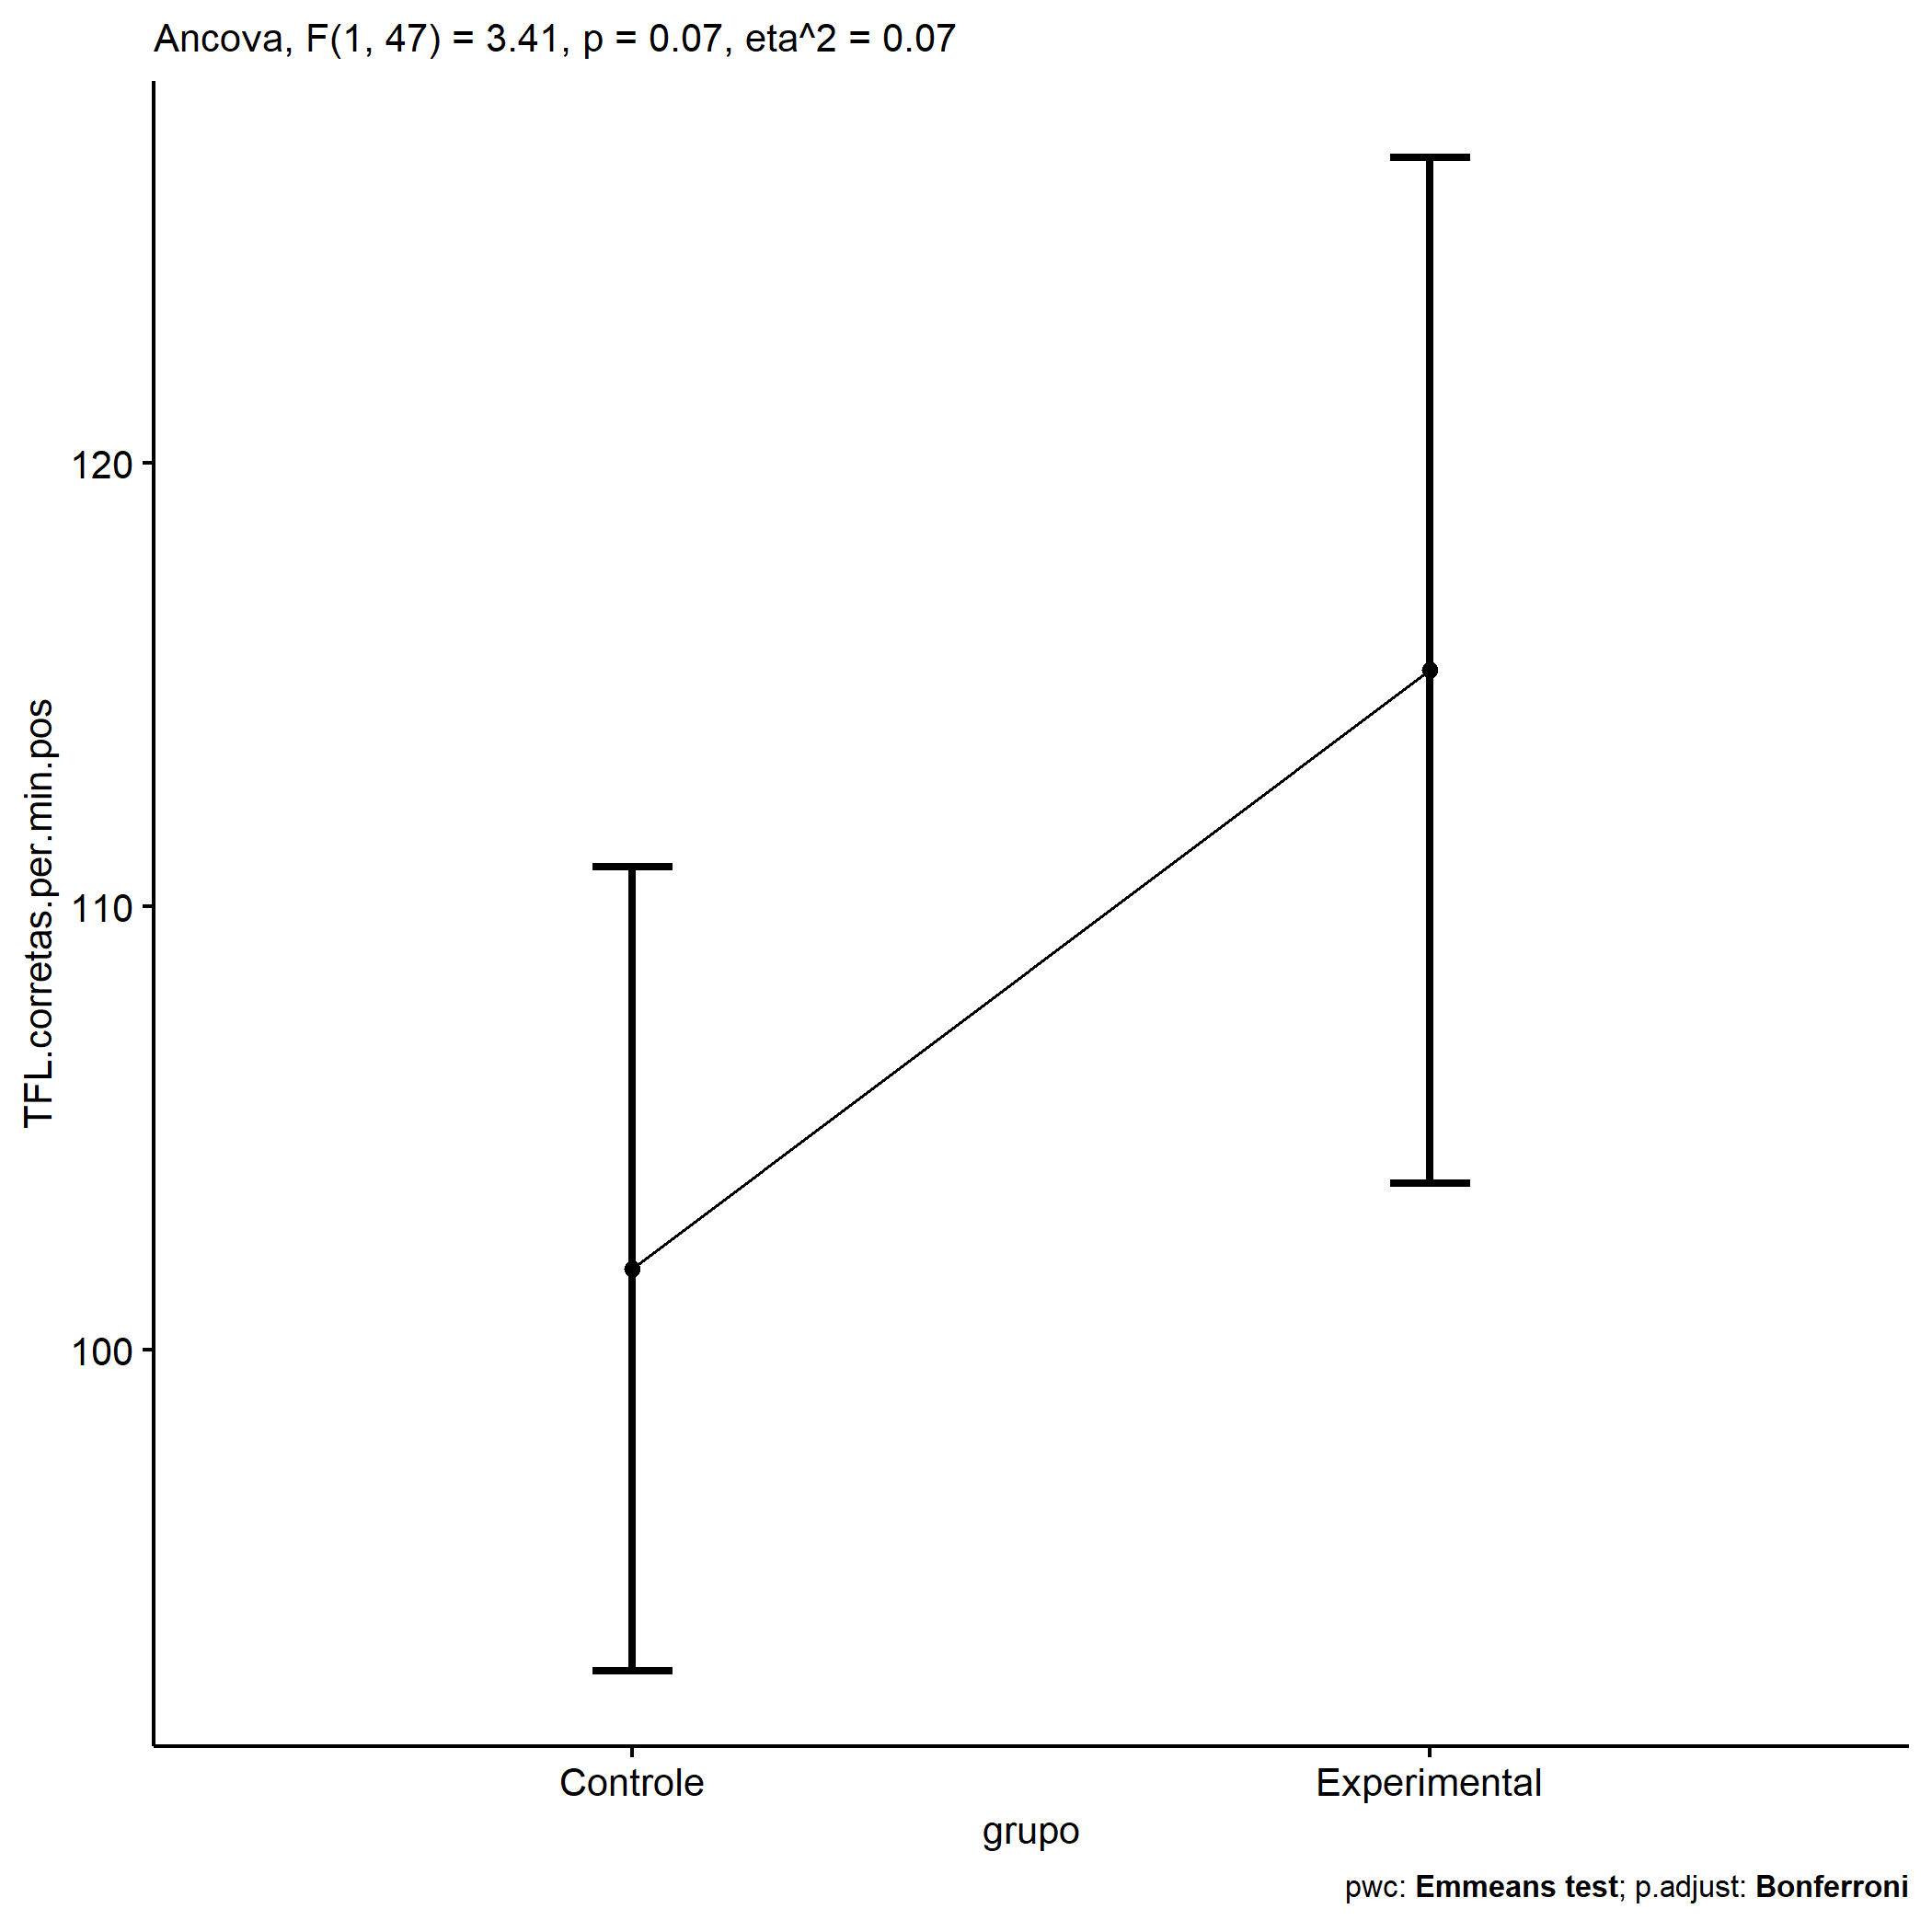 Ancova, F(1, 47) = 3.41, p = 0.07, eta^2 = 0.07
TFL.corretas.per.min.pos
120
110
100
Controle
Experimental
grupo
pwc: Emmeans test; p.adjust: Bonferroni